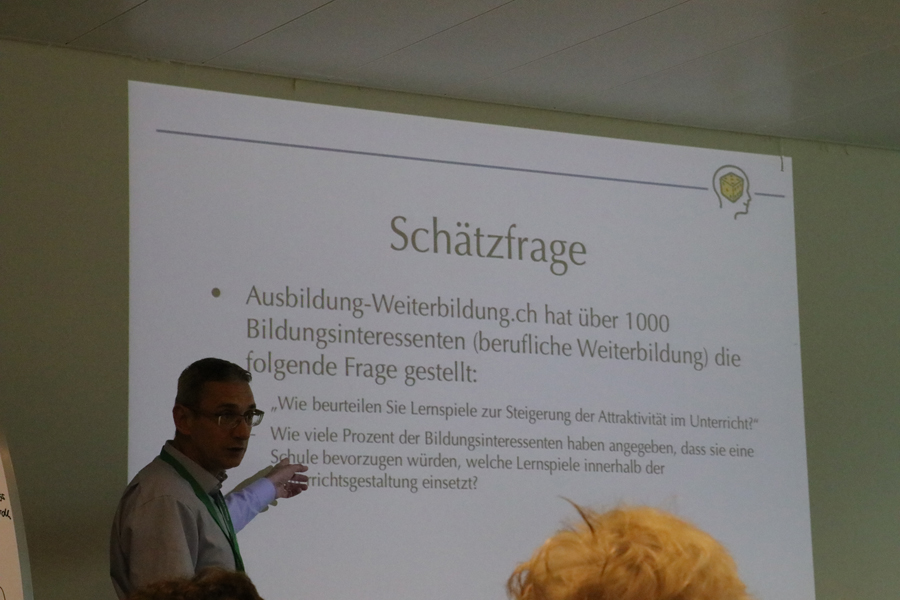 Schätzfrage
• Ausbildung-Weiterbildung.ch hat über 1000
Bildungsinteressenten (berufliche Weiterbildung) die
folgende Frage gestellt:
„Wie beurteilen Sie Lernspiele zur Steigerung der Attraktivität im Unterricht?“
– Wie viele Prozent der Bildungsinteressenten haben angegeben, dass sie eine
Schule bevorzugen würden, welche Lernspiele innerhalb der
rrichtsgestaltung einsetzt?